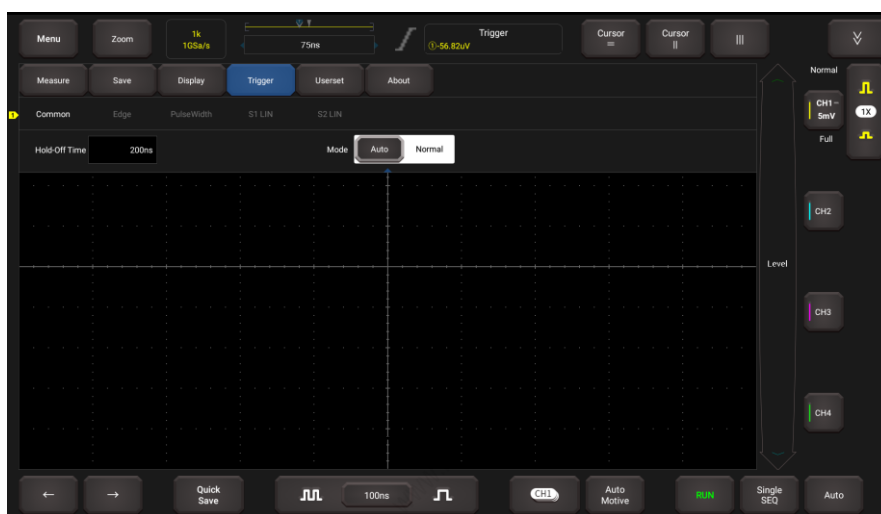 Menu
Zoom
1k
1GSa/s
75ns
Trigger
①-56.82uV
Cursor
=
Cursor
||
|||
Measure
Save
Display
Trigger
Userset
About
Normal
CH1
5mV
Full
1X
1
Common
Edge
PulseWidth
S1 LIN
S2 LIN
Hold-Off Time
200ns
Mode
Auto
Normal
CH2
Level
CH3
CH4
←
→
Quick
Save
100ns
CH1
Auto
Motive
RUN
Single
SEQ
Auto